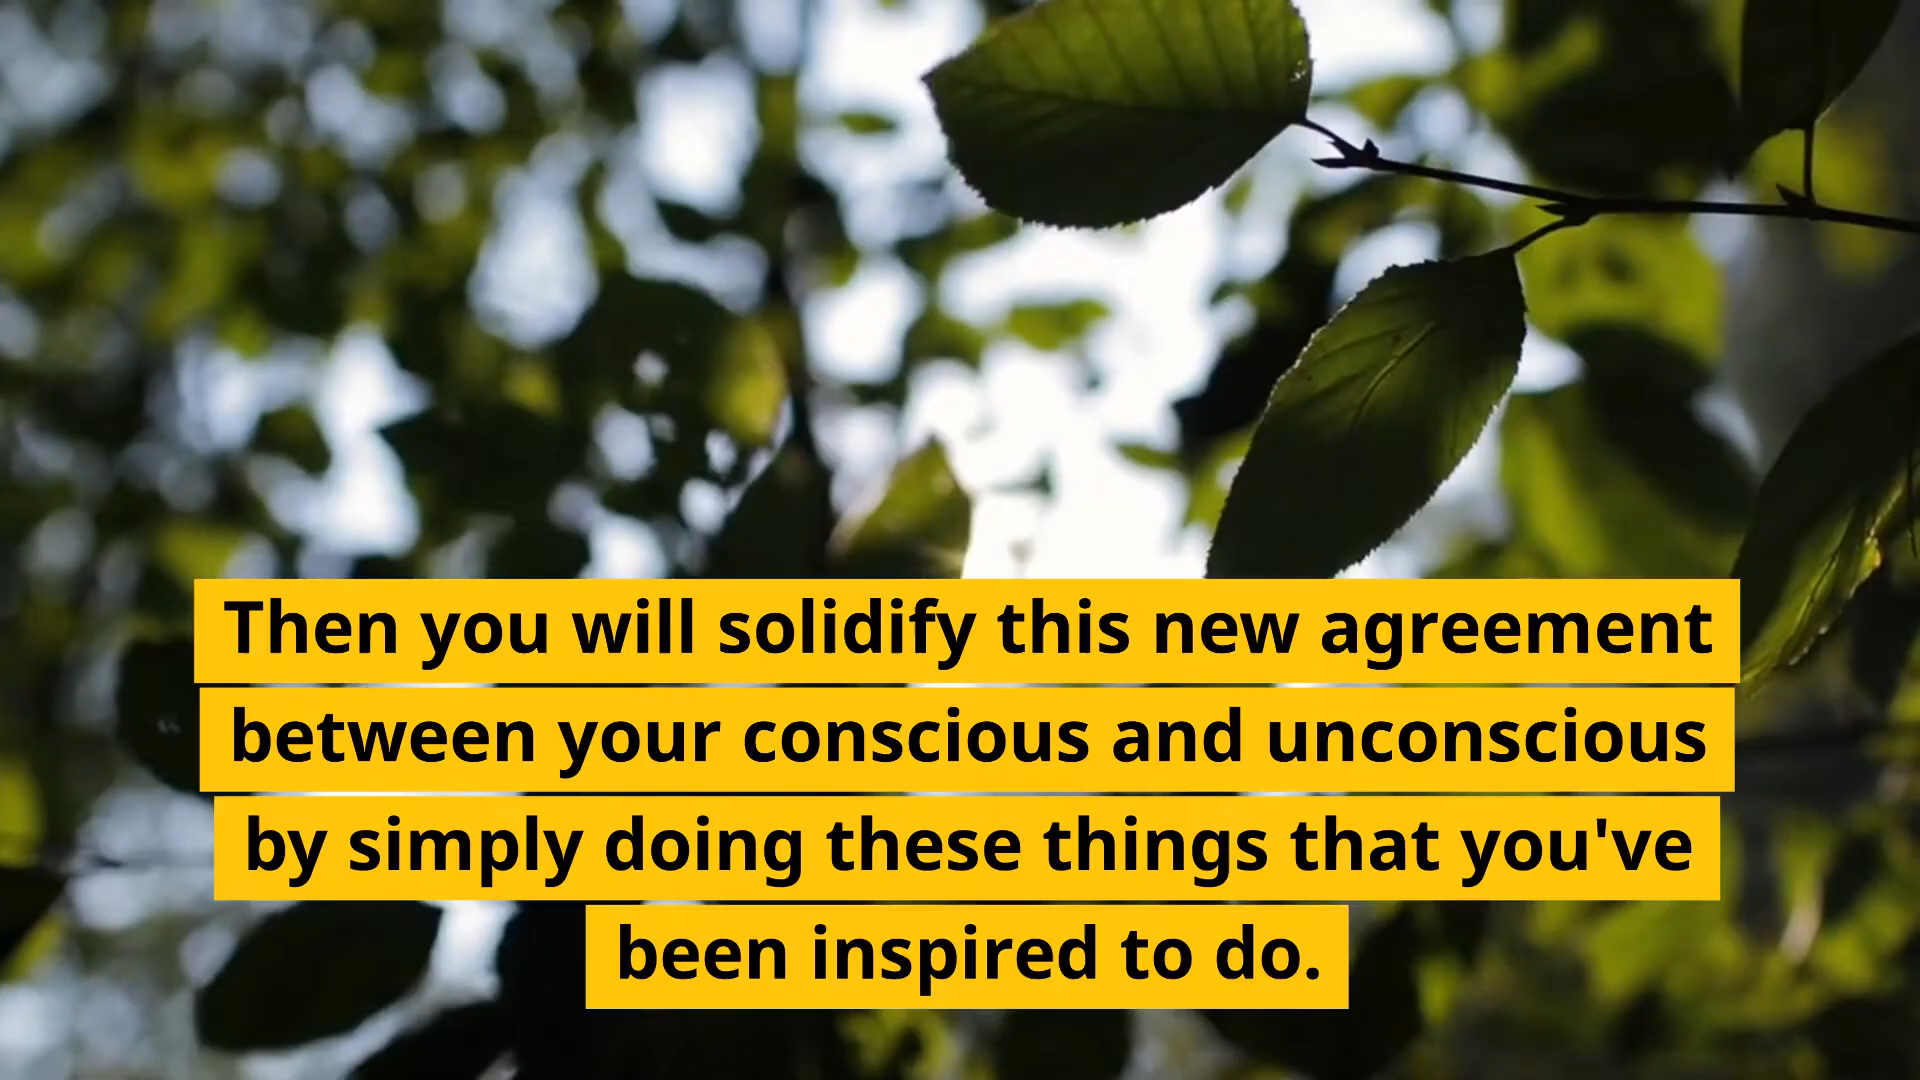 Then you will solidify this new agreement
between your conscious and unconscious
by simply doing these things that you've
been inspired to do.